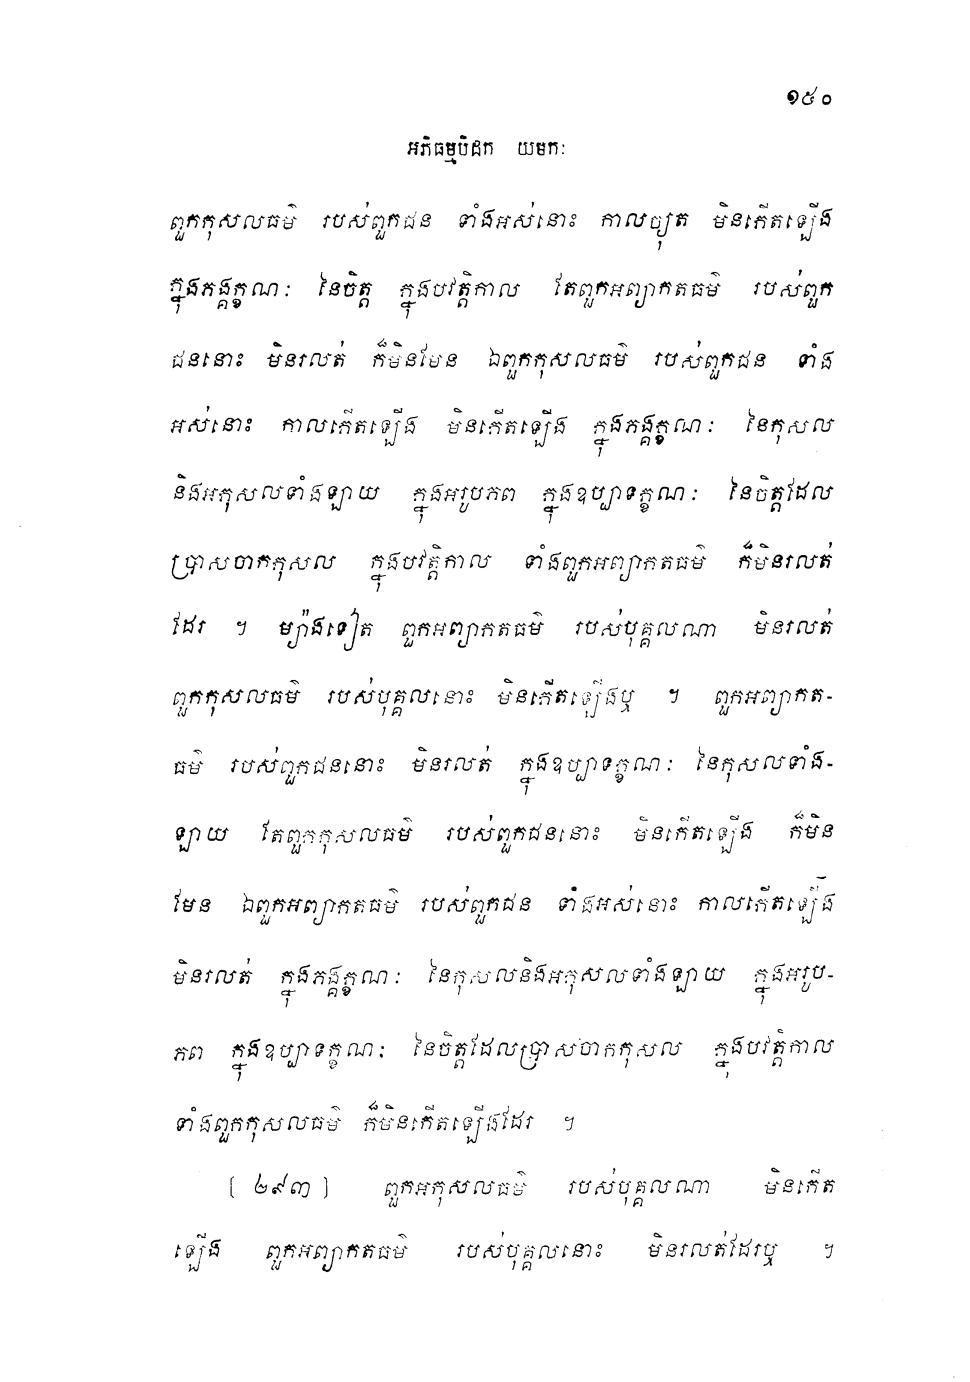 ១៥០
អភិធម្មបិដក យមកៈ
ពួកកុសលធម៌ របស់ពួកជន ទាំងអស់នោះ កាលច្យុត មិនកើតឡើង
ក្នុងភង្គក្ខណៈ នៃចិត្ត ក្នុងបវត្តិកាល តែពួកអព្យាកតធម៌ របស់ពួក
ជននោះ មិនរលត់ ក៏មិនមែន ឯពួកកុសលធម៌ របស់ពួកជន ទាំង
អស់នោះ កាលកើតឡើង មិនកើតឡើង ក្នុងភង្គក្ខណៈ នៃកុសល
និងអកុសលទាំងឡាយ ក្នុងអរូបភព ក្នុងឧប្បាទក្ខណៈ នៃចិត្តដែល
ប្រាសចាកកុសល ក្នុងបវត្តិកាល ទាំងពួកអព្យាកតធម៌ ក៏មិនរលត់
ដែរ ។ ម្យ៉ាងទៀត ពួកអព្យាកតធម៌ របស់បុគ្គលណា មិនរលត់
ពួកកុសលធម៌ របស់បុគ្គលនោះ មិនកើតឡើងឬ ។ ពួកអព្យាកត-
ធម៌ របស់ពួកជននោះ មិនរលត់ ក្នុងឧប្បាទក្ខណៈ នៃកុសលទាំង-
ឡាយ តែពួកកុសលធម៌ របស់ពួកជននោះ មិនកើតឡើង ក៏មិន
មែន ឯពួកអព្យាកតធម៌ របស់ពួកជន ទាំងអស់នោះ កាលកើតឡើង
មិនរលត់ ក្នុងភង្គក្ខណៈ នៃកុសលនិងអកុសលទាំងឡាយ ក្នុងអរូប-
ភព ក្នុងឧប្បាទក្ខណៈ នៃចិត្តដែលប្រាសចាកកុសល ក្នុងបវត្តិកាល
ទាំងពួកកុសលធម៌ ក៏មិនកើតឡើងដែរ ។
[ ២៩៣ ] ពួកអកុសលធម៌ របស់បុគ្គលណា មិនកើត
ឡើង ពួកអព្យាកតធម៌ របស់បុគ្គលនោះ មិនរលត់ដែរឬ ។